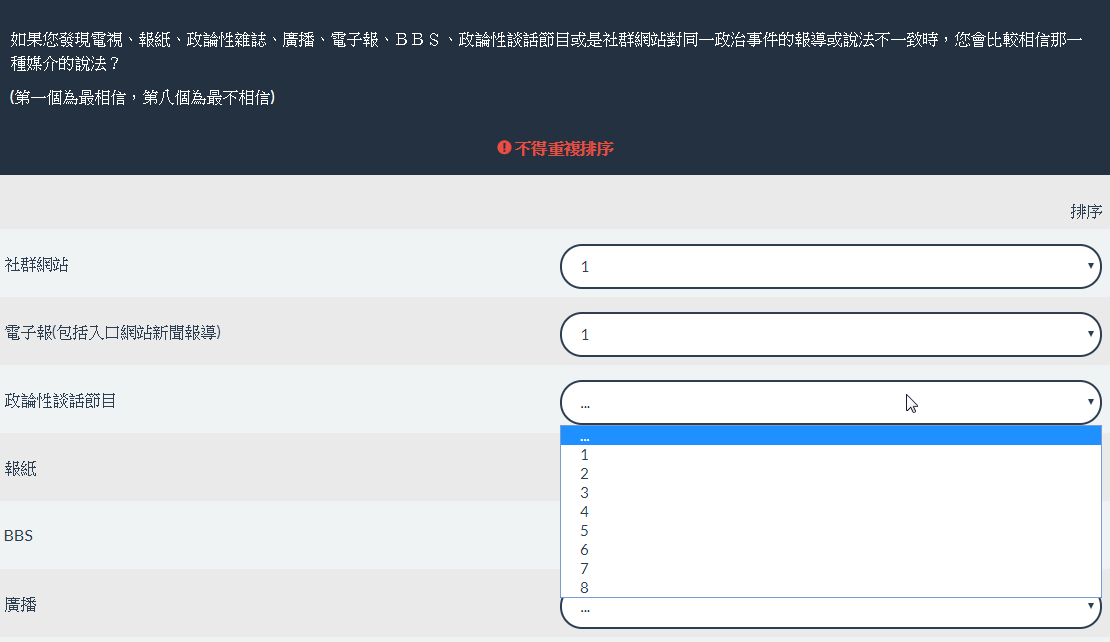 如果您發現電視、報紙、政論性雜誌、廣播、電子報、ＢＢＳ、政論性談話節目或是社群網站對同一政治事件的報導或說法不一致時，您會比較相信那一
種媒介的說法？
(第一個為最相信，第八個為最不相信)
不得重複排序
排序
社群網站
1
電子報(包括入口網站新聞報導)
1
政論性談話節目
...
...
1
2
3
4
5
6
7
8
報紙
BBS
廣播
...